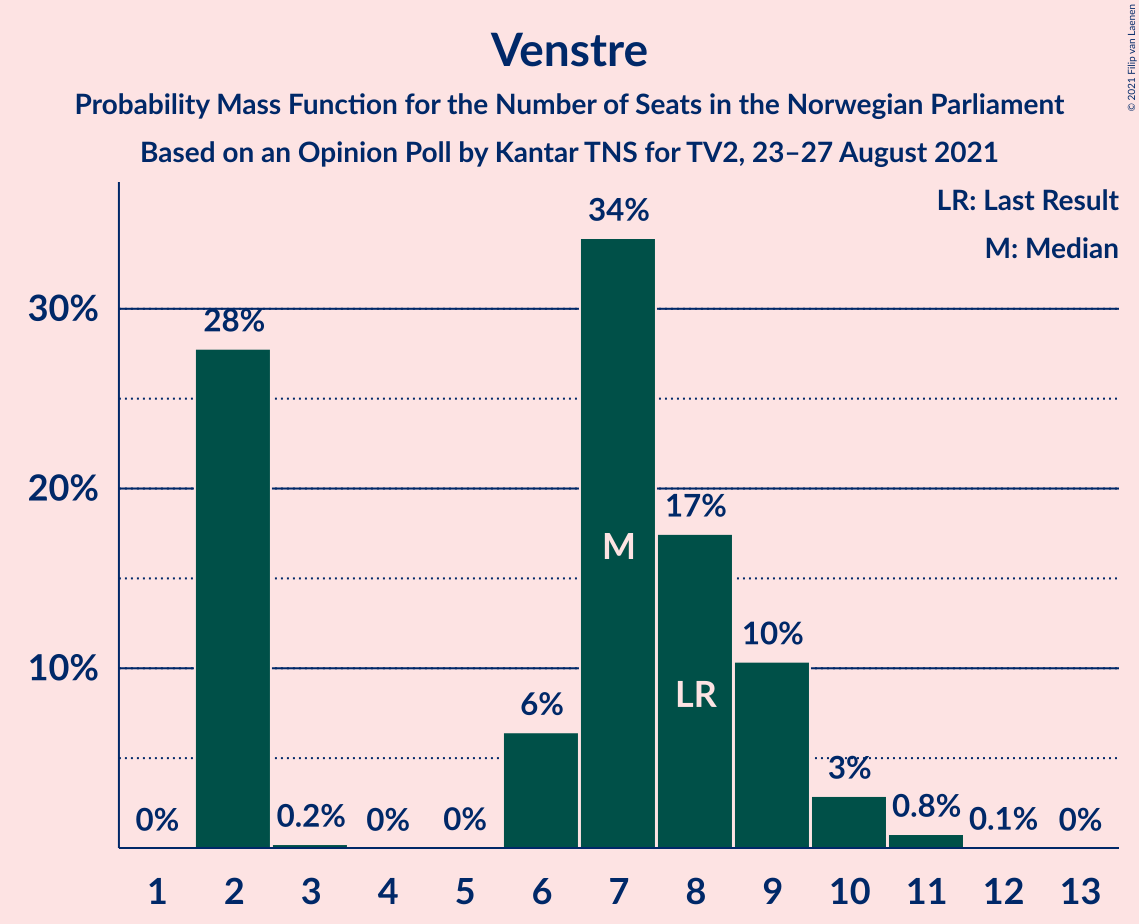 Venstre
Probability Mass Function for the Number of Seats in the Norwegian Parliament
Based on an Opinion Poll by Kantar TNS for TV2, 23–27 August 2021
© 2021 Filip van Laenen
LR: Last Result
M: Median
30%
20%
10%
0%
28%
0.2%
0%
0%
6%
34%
17%
10%
3%
0.8%
0.1%
0%
M
LR
1 2 3 4 5 6 7 8 9 10 11 12 13